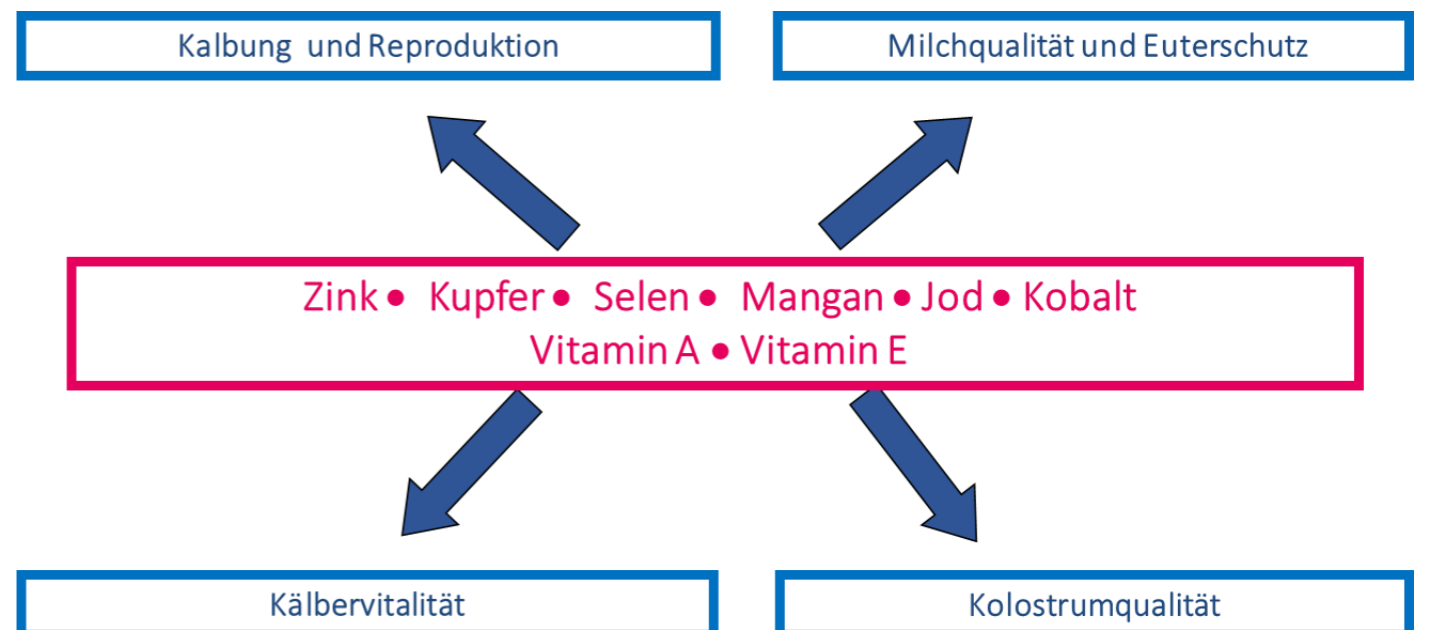 Kalbung und Reproduktion
Milchqualität und Euterschutz
Zink • Kupfer • Selen • Mangan • Jod • Kobalt
Vitamin A • Vitamin E
Kälbervitalität
Kolostrumqualität